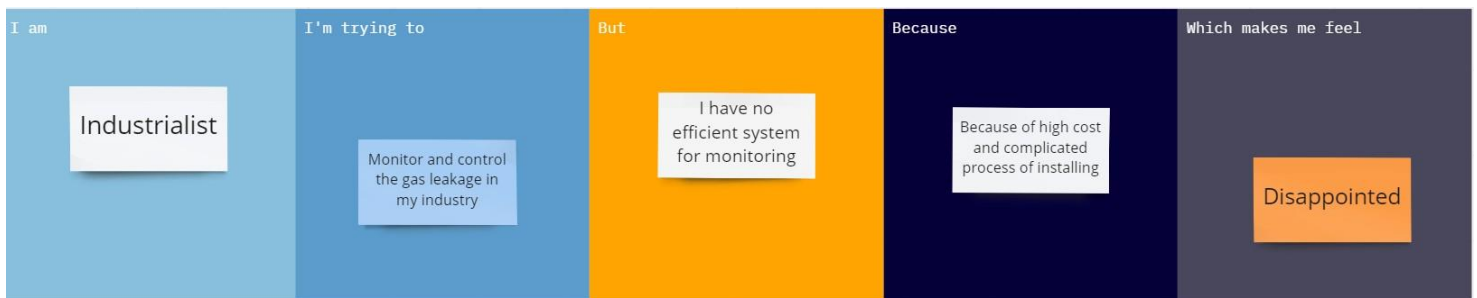 I am
Industrialist
I'm trying to
Monitor and control
the gas leakage in
my industry
But
I have no
efficient system
for monitoring
Because
Because of high cost
and complicated
process of installing
Which makes me feel
Disappointed